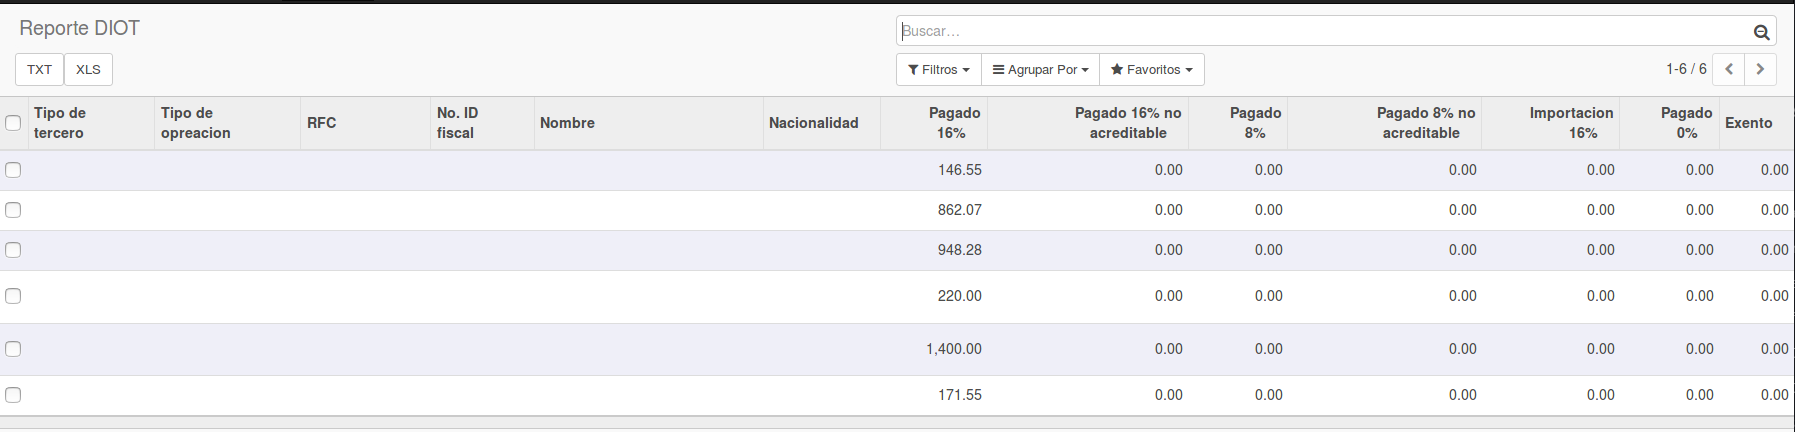 Reporte DIOT
Buscar...
TXT XLS
Filtros Agrupar Por Favoritos 1-6 / 6
Tipo de tercero Tipo de opreacion RFC No. ID fiscal Nombre Nacionalidad Pagado 16% Pagado 16% no acreditable Pagado 8% Pagado 8% no acreditable Importacion 16% Pagado 0% Exento
146.55 0.00 0.00 0.00 0.00 0.00 0.00
862.07 0.00 0.00 0.00 0.00 0.00 0.00
948.28 0.00 0.00 0.00 0.00 0.00 0.00
220.00 0.00 0.00 0.00 0.00 0.00 0.00
1,400.00 0.00 0.00 0.00 0.00 0.00 0.00
171.55 0.00 0.00 0.00 0.00 0.00 0.00